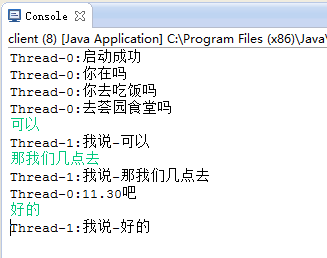 Console
client (8) [Java Application] C:\Program Files (x86)\Java\
Thread-0:启动成功
Thread-0:你在吗
Thread-0:你去吃饭吗
Thread-0:去荟园食堂吗
可以
Thread-1:我说-可以
那我们几点去
Thread-1:我说-那我们几点去
Thread-0:11.30吧
好的
Thread-1:我说-好的